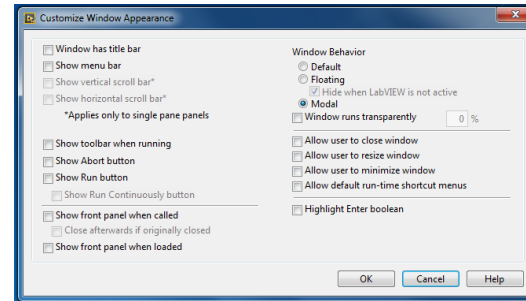 Customize Window Appearance
Window has title bar
Show menu bar
Show vertical scroll bar*
Show horizontal scroll bar*
*Applies only to single pane panels
Show toolbar when running
Show Abort button
Show Run button
Show Run Continuously button
Show front panel when called
Close afterwards if originally closed
Show front panel when loaded
Window Behavior
Default
Floating
Hide when LabVIEW is not active
Modal
Window runs transparently
0 %
Allow user to close window
Allow user to resize window
Allow user to minimize window
Allow default run-time shortcut menus
Highlight Enter boolean
OK Cancel Help